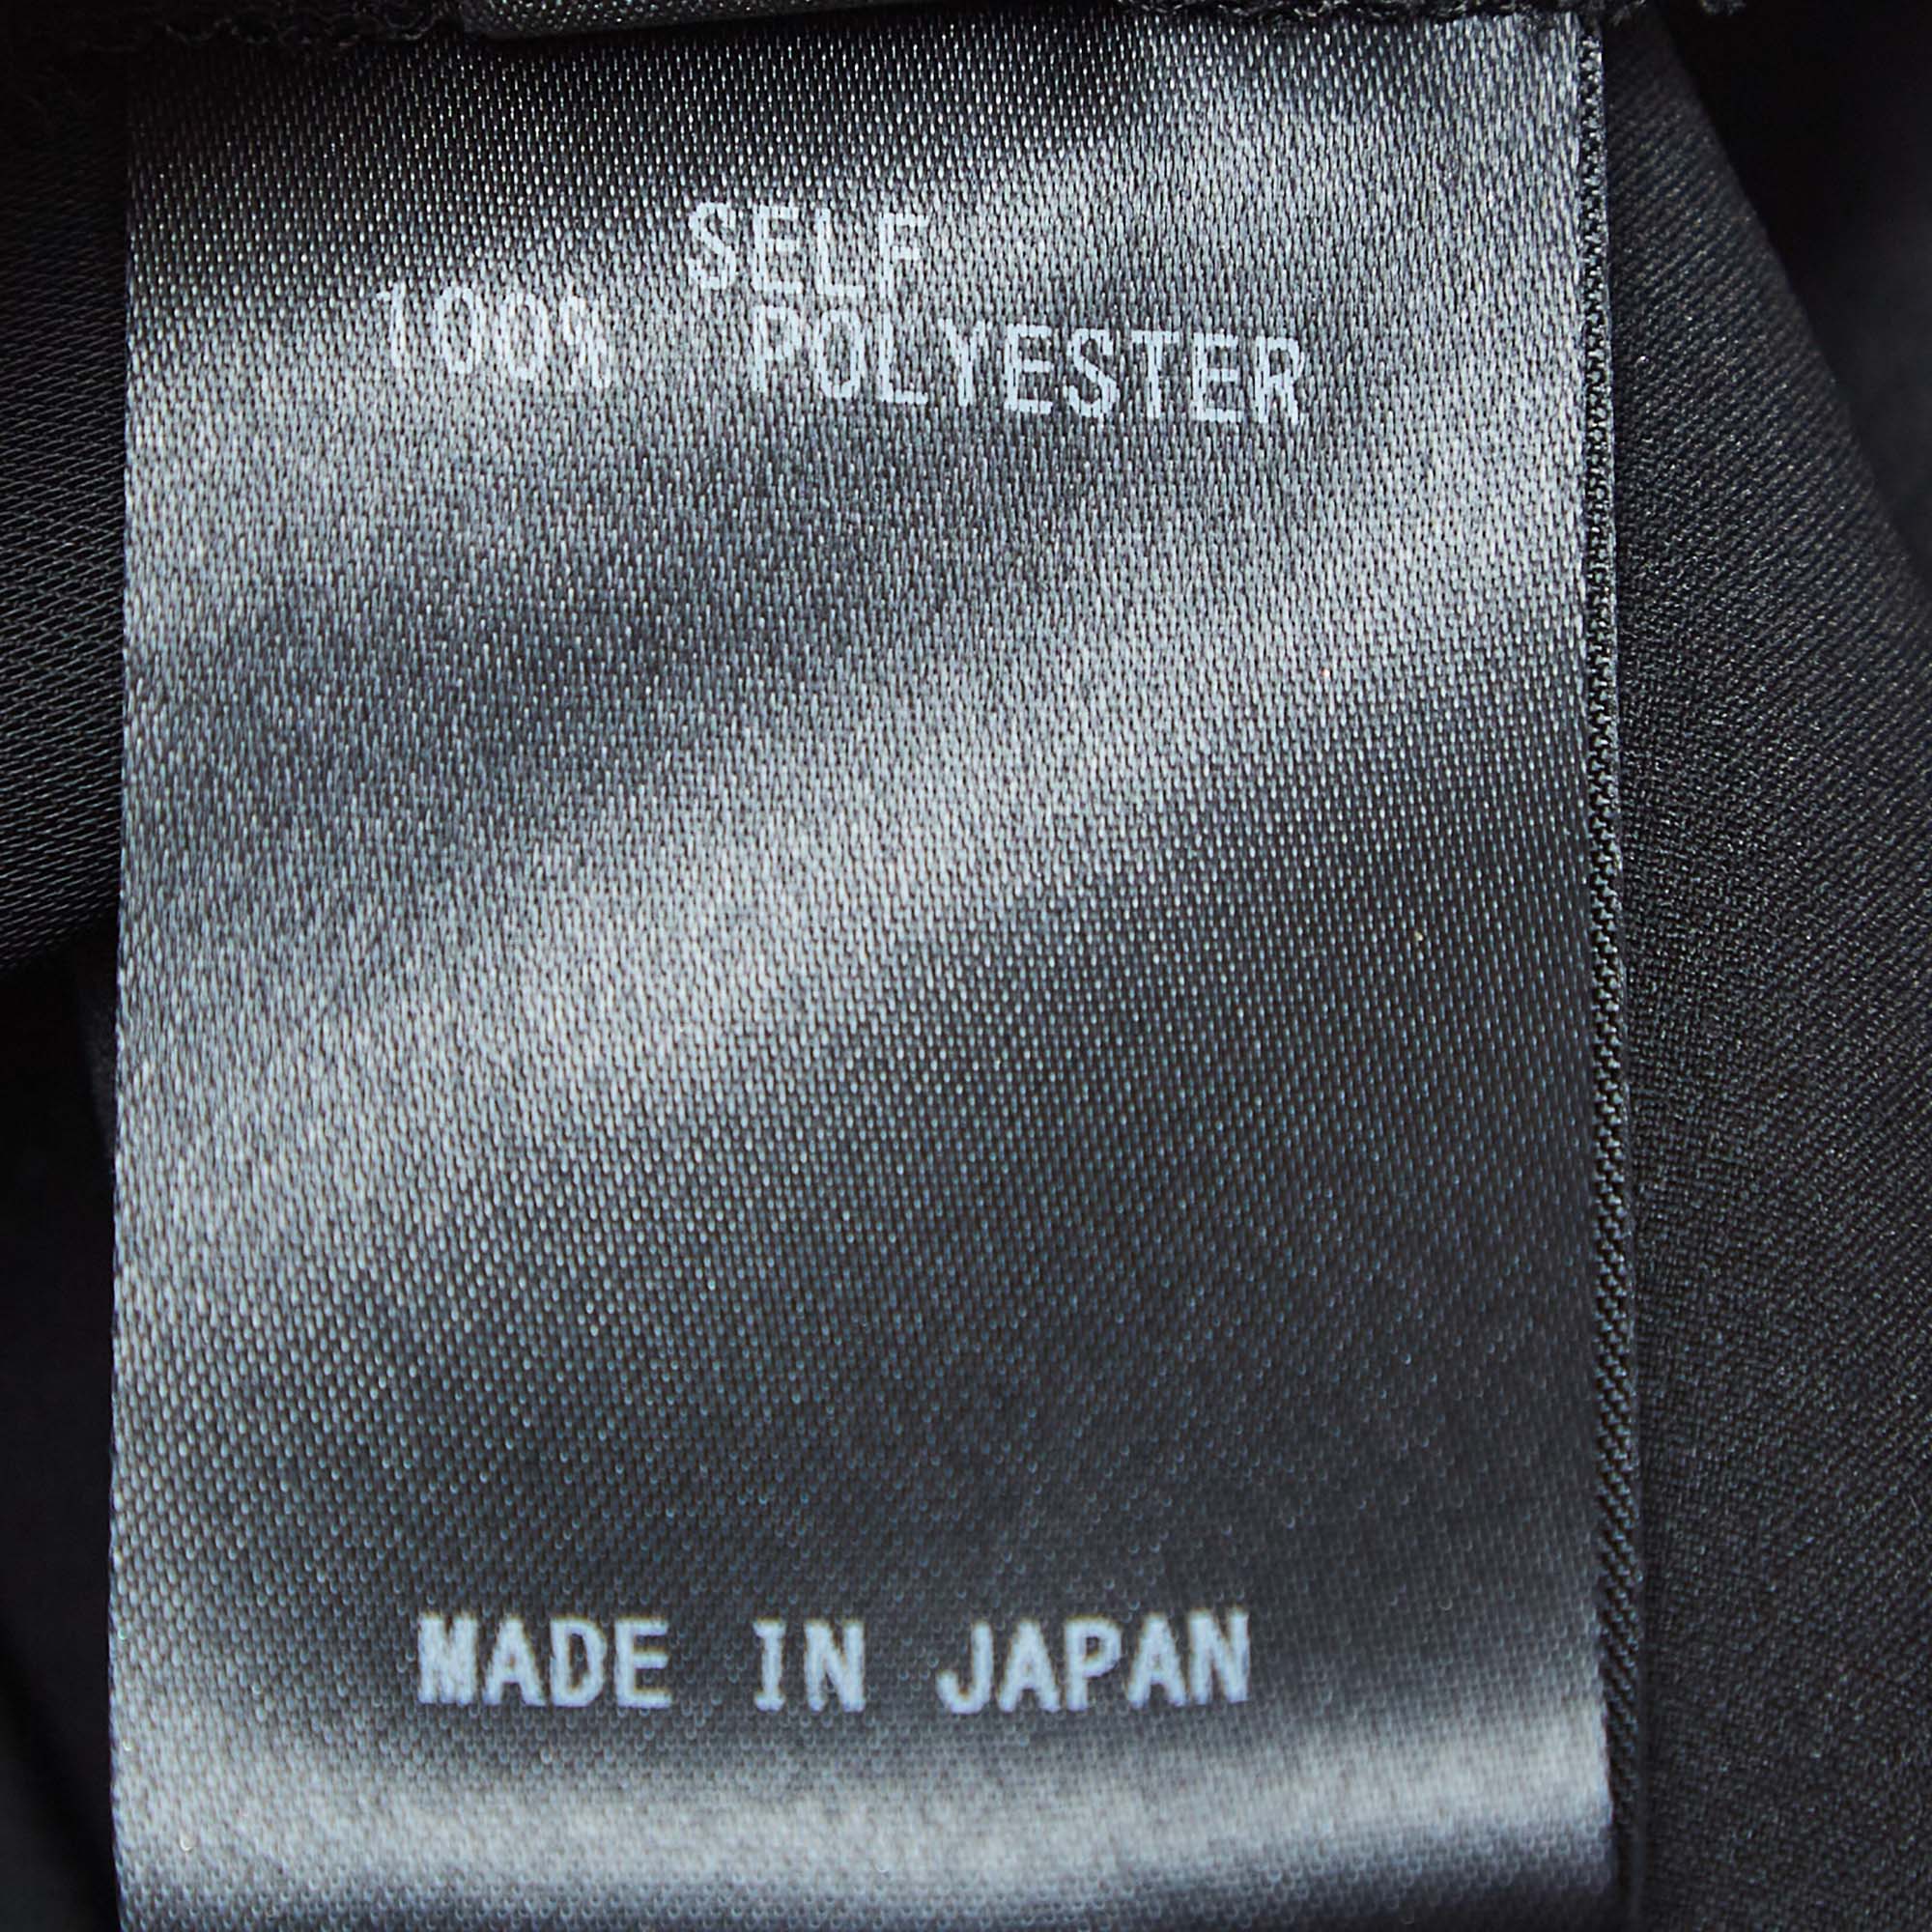 SELF
100% POLYESTER
MADE IN JAPAN